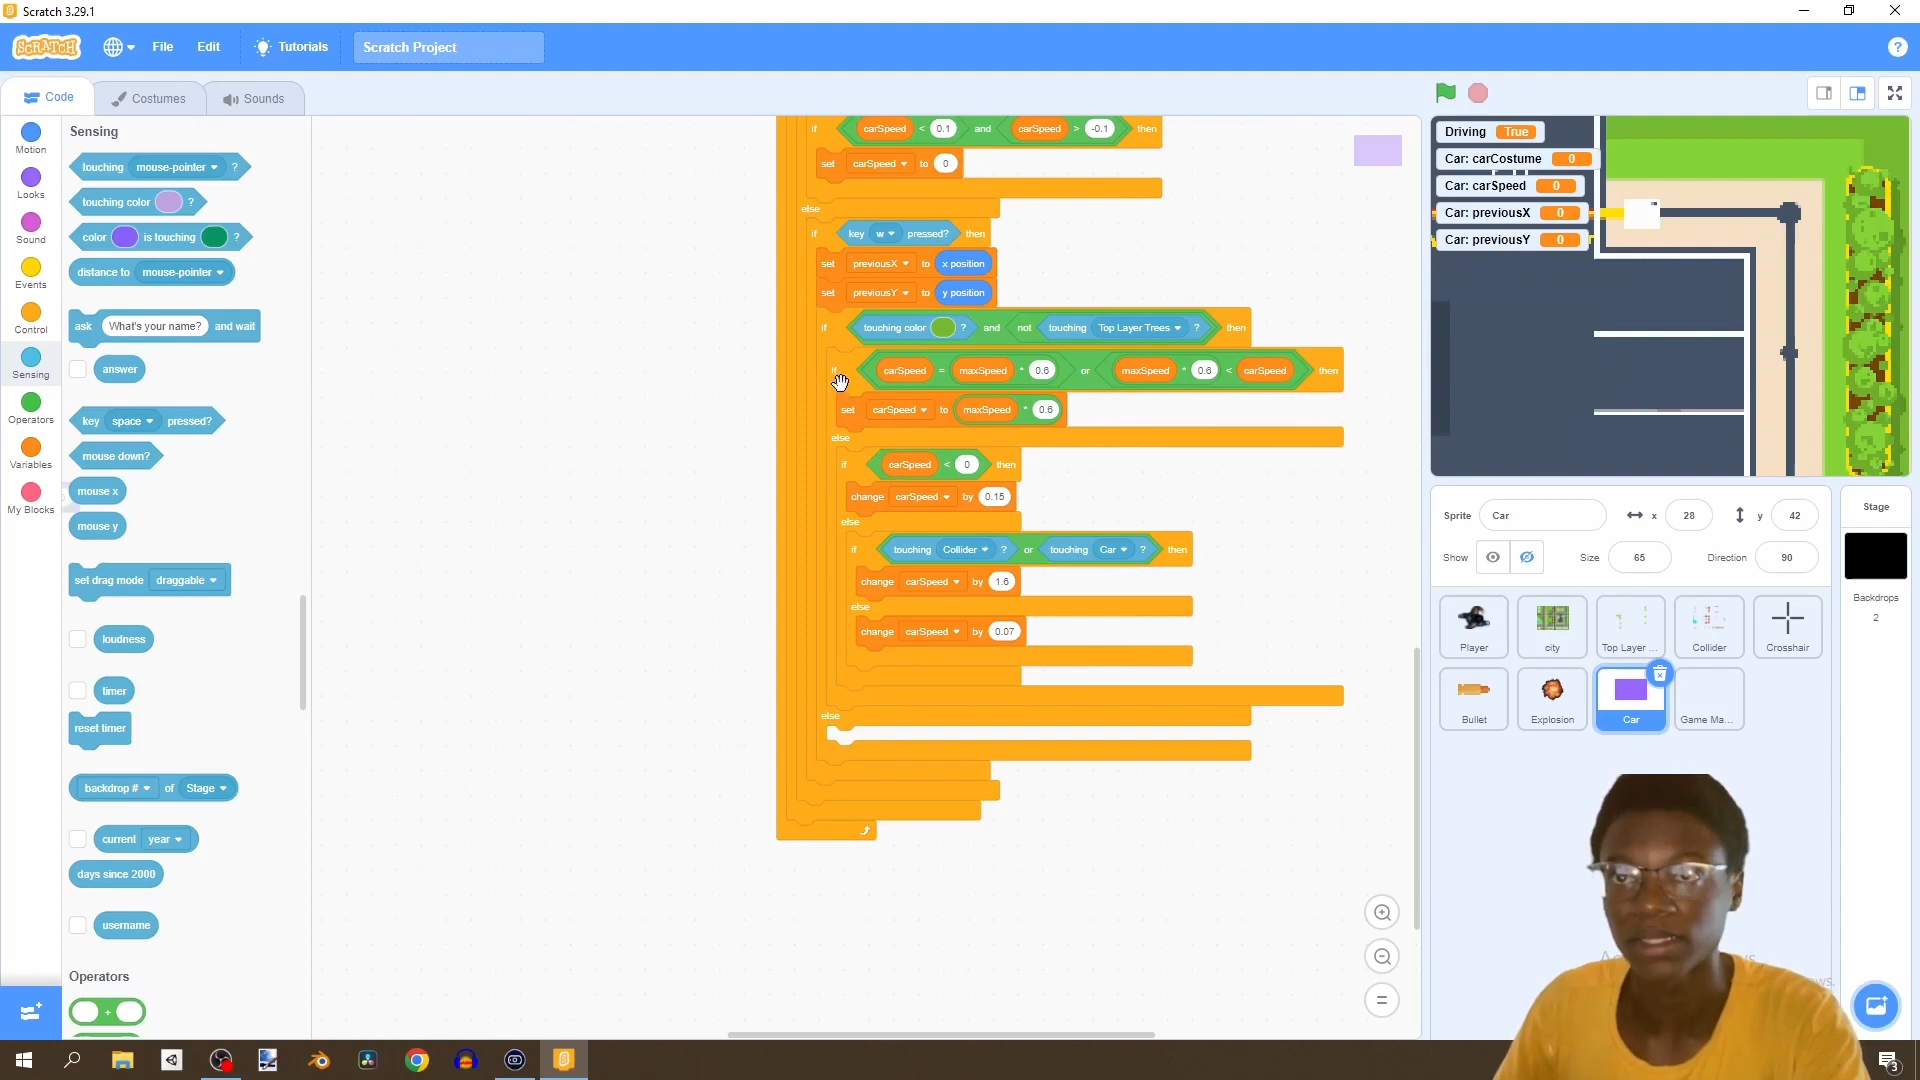 Scratch 3.29.1
SCRATCH
File
Edit
Tutorials
Scratch Project
Code
Costumes
Sounds
Motion
Looks
Sound
Events
Control
Sensing
Operators
Variables
My Blocks
Sensing
touching mouse-pointer ?
touching color ?
color is touching ?
distance to mouse-pointer
ask What's your name? and wait
answer
key space pressed?
mouse down?
mouse x
mouse y
set drag mode draggable
loudness
timer
reset timer
backdrop # of Stage
current year
days since 2000
username
Operators
+
if carSpeed < 0.1 and carSpeed > -0.1 then
set carSpeed to 0
else
if key w pressed? then
set previousX to x position
set previousY to y position
if touching color ? and not touching Top Layer Trees ? then
if carSpeed = maxSpeed * 0.6 or maxSpeed * 0.6 < carSpeed then
set carSpeed to maxSpeed * 0.6
else
if carSpeed < 0 then
change carSpeed by 0.15
else
if touching Collider ? or touching Car ? then
change carSpeed by 1.6
else
change carSpeed by 0.07
else
Driving True
Car: carCostume 0
Car: carSpeed 0
Car: previousX 0
Car: previousY 0
Sprite Car x 28 y 42
Show Size 65 Direction 90
Stage
Backdrops
2
Player
city
Top Layer ...
Collider
Crosshair
Bullet
Explosion
Car
Game Ma...
3